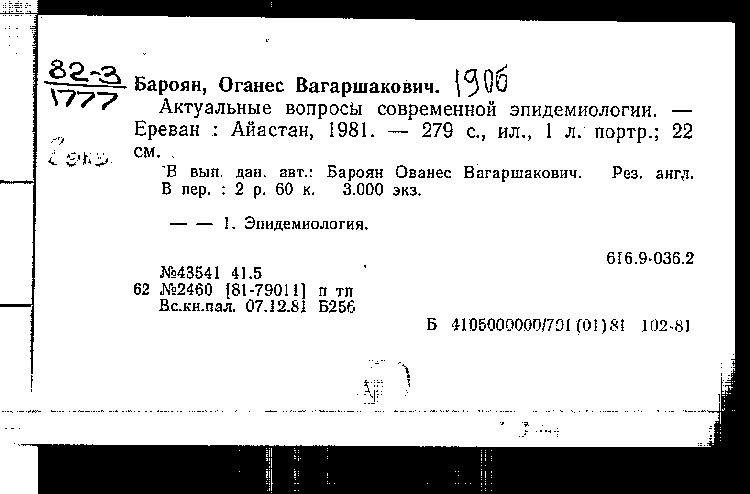 82-3
1777
2 экз
Бароян, Оганес Вагаршакович. 1906
Актуальные вопросы современной эпидемиологии. —
Ереван : Айастан, 1981. — 279 с., ил., 1 л. портр.; 22
см.
В вып. дан. авт.: Бароян Ованес Вагаршакович. Рез. англ.
В пер. : 2 р. 60 к. 3.000 экз.
— — 1. Эпидемиология.
616.9-036.2
№43541 41.5
62 №2460 [81-79011] п тп
Вс.кн.пал. 07.12.81 Б256
Б 4105000000/701(01)81 102-81